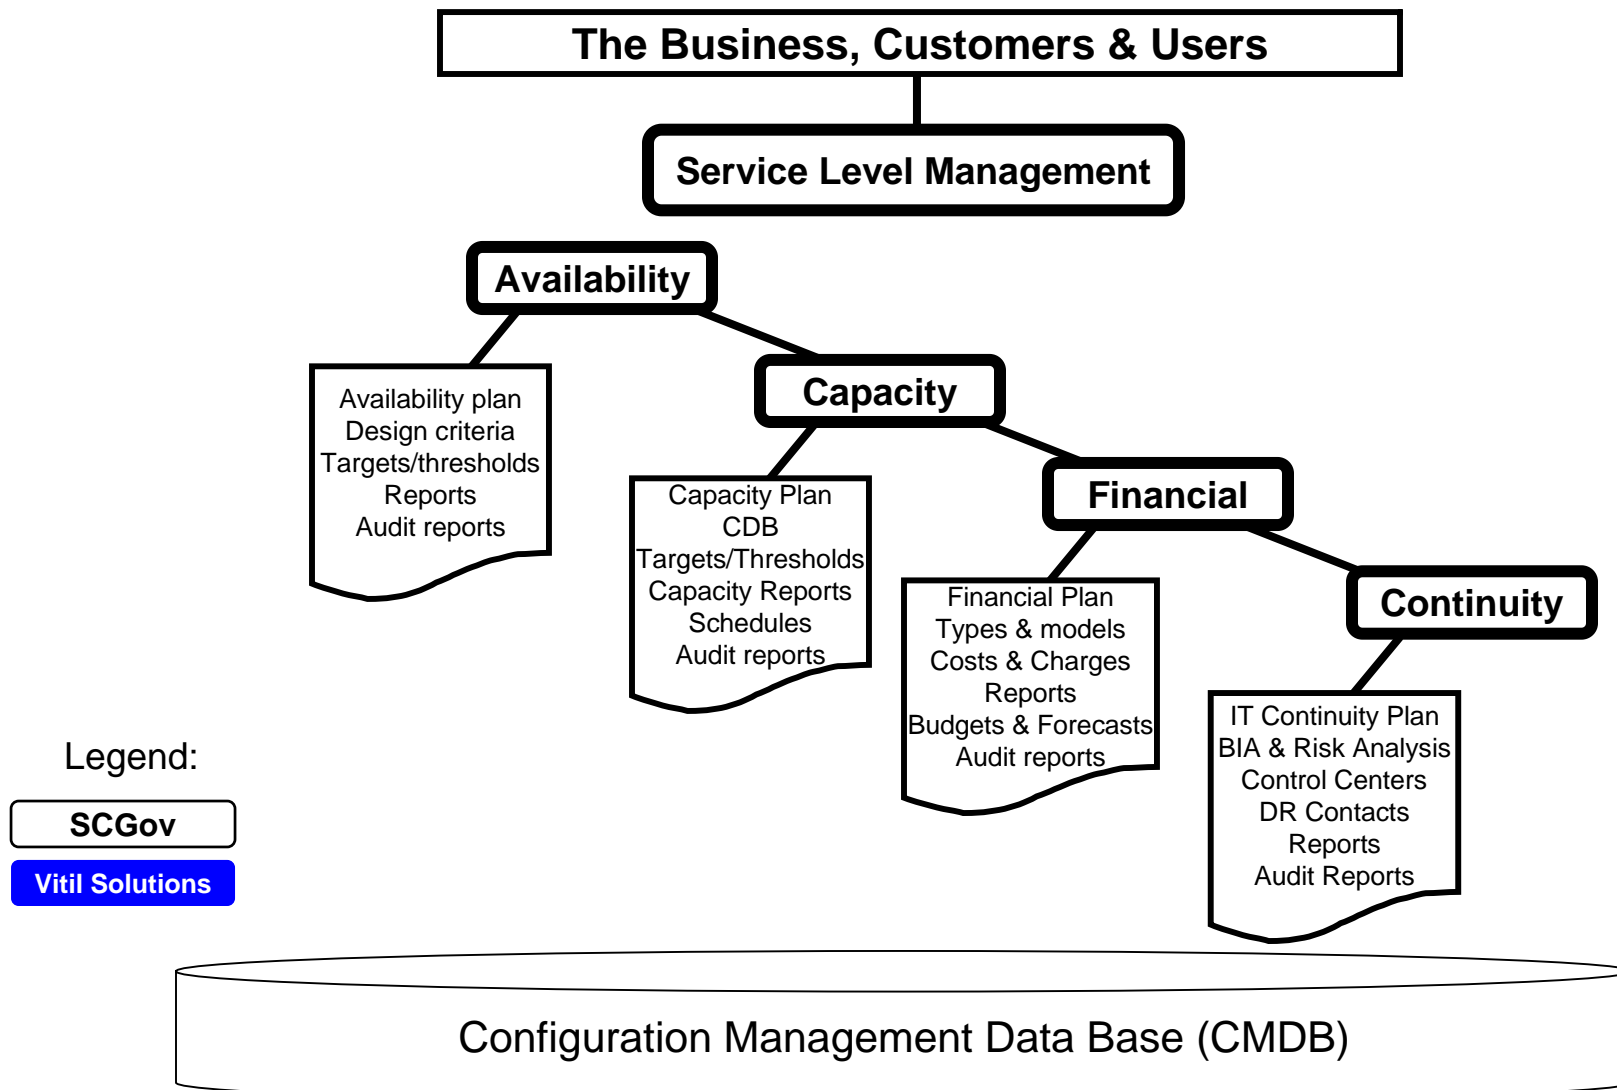 The Business, Customers & Users
Service Level Management
Availability
Availability plan
Design criteria
Targets/thresholds
Reports
Audit reports
Capacity
Capacity Plan
CDB
Targets/Thresholds
Capacity Reports
Schedules
Audit reports
Financial
Financial Plan
Types & models
Costs & Charges
Reports
Budgets & Forecasts
Audit reports
Continuity
IT Continuity Plan
BIA & Risk Analysis
Control Centers
DR Contacts
Reports
Audit Reports
Legend:
SCGov
Vitil Solutions
Configuration Management Data Base (CMDB)